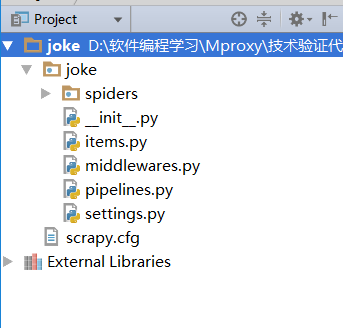 Project
joke D:\软件编程学习\Mproxy\技术验证代
joke
spiders
__init__.py
items.py
middlewares.py
pipelines.py
settings.py
scrapy.cfg
External Libraries